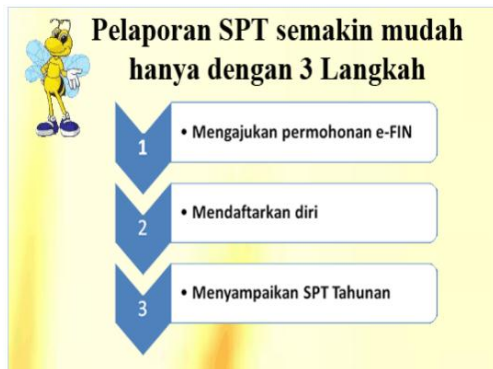 Pelaporan SPT semakin mudah
hanya dengan 3 Langkah
1
• Mengajukan permohonan e-FIN
2
• Mendaftarkan diri
3
• Menyampaikan SPT Tahunan